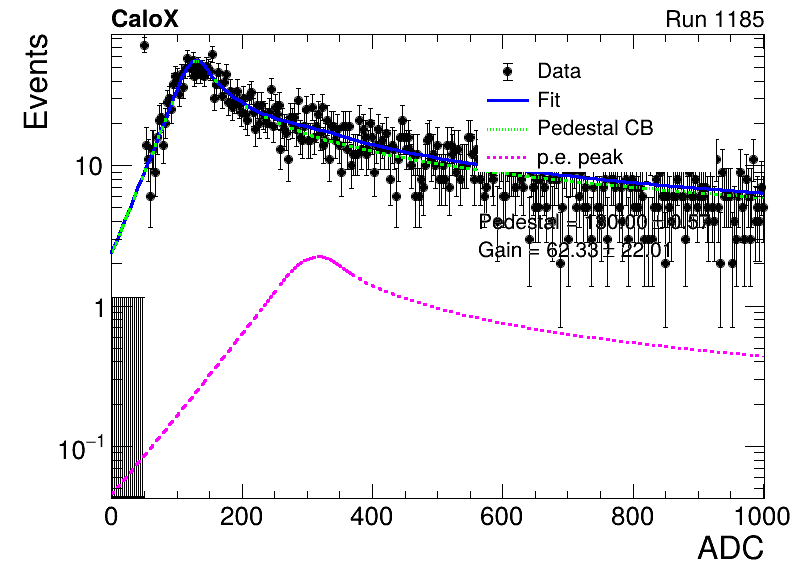 CaloX Run 1185
Events
Data
Fit
Pedestal CB
p.e. peak
Pedestal =
Gain = 62.33 ± 22.01
10
1
10⁻¹
0 200 400 600 800 1000
ADC